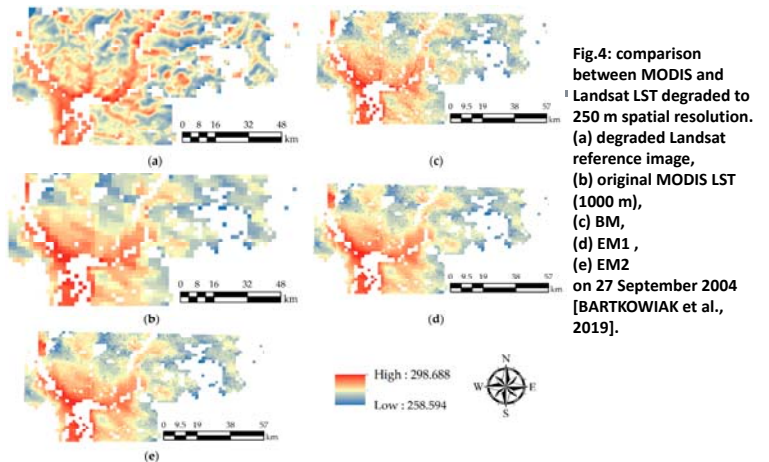 0 8 16 32 48
km
(a)
0 9.5 19 38 57
km
(c)
0 8 16 32 48
km
(b)
0 9.5 19 38 57
km
(d)
0 9.5 19 38 57
km
(e)
High : 298.688
Low : 258.594
N
W E
S
Fig.4: comparison
between MODIS and
Landsat LST degraded to
250 m spatial resolution.
(a) degraded Landsat
reference image,
(b) original MODIS LST
(1000 m),
(c) BM,
(d) EM1 ,
(e) EM2
on 27 September 2004
[BARTKOWIAK et al.,
2019].